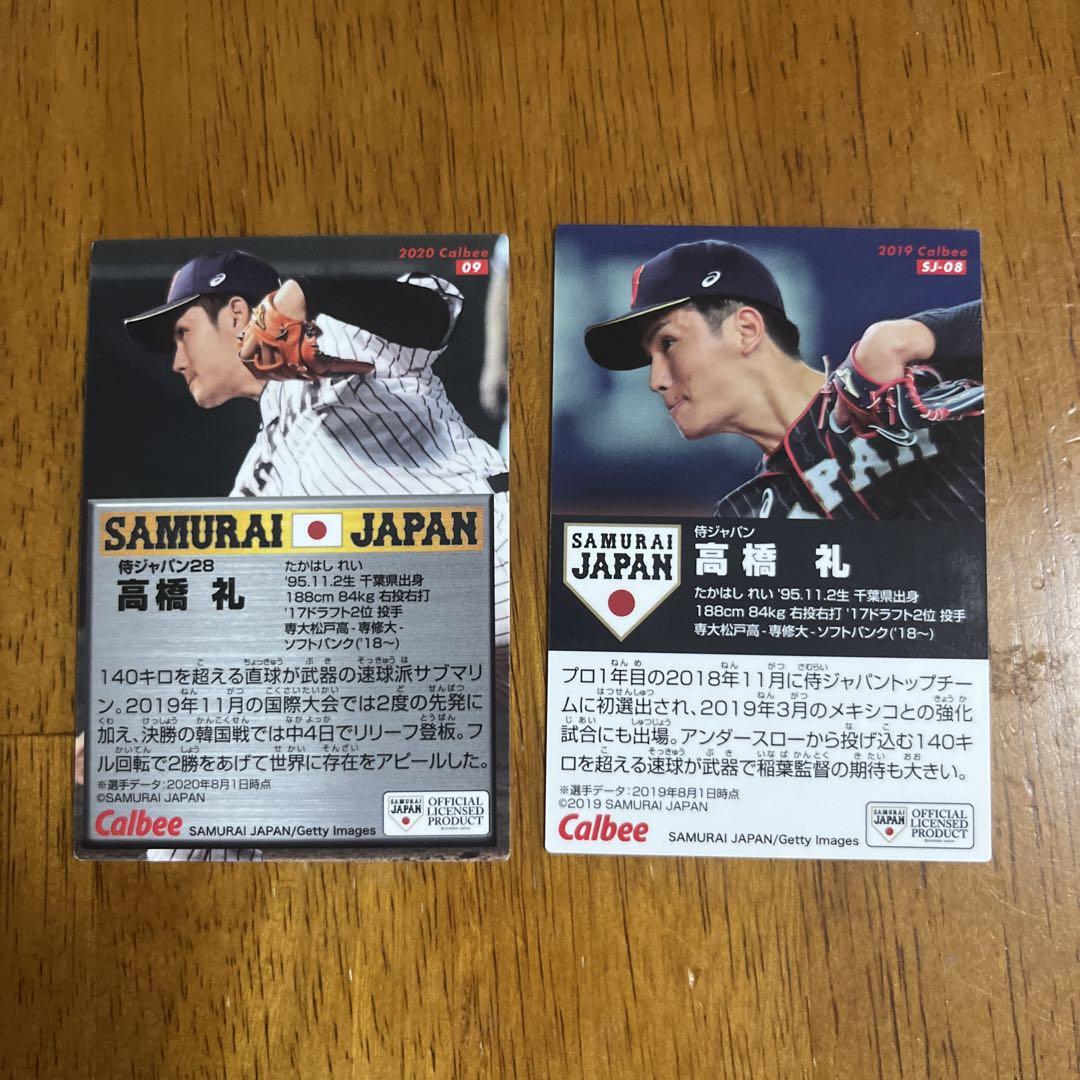 2020 Calbee
09
SAMURAI JAPAN
侍ジャパン28
高橋 礼
たかはし れい
'95.11.2生 千葉県出身
188cm 84kg 右投右打
'17ドラフト2位 投手
専大松戸高-専修大-
ソフトバンク('18～)
140キロを超える直球が武器の速球派サブマリ
ン。2019年11月の国際大会では2度の先発に
加え、決勝の韓国戦では中4日でリリーフ登板。フ
ル回転で2勝をあげて世界に存在をアピールした。
※選手データ:2020年8月1日時点
©SAMURAI JAPAN
Calbee
SAMURAI JAPAN/Getty Images
SAMURAI
JAPAN
OFFICIAL
LICENSED
PRODUCT
2019 Calbee
SJ-08
SAMURAI
JAPAN
侍ジャパン
高橋 礼
たかはし れい '95.11.2生 千葉県出身
188cm 84kg 右投右打 '17ドラフト2位 投手
専大松戸高-専修大-ソフトバンク('18～)
プロ1年目の2018年11月に侍ジャパントップチー
ムに初選出され、2019年3月のメキシコとの強化
試合にも出場。アンダースローから投げ込む140キ
ロを超える速球が武器で稲葉監督の期待も大きい。
※選手データ:2019年8月1日時点
©2019 SAMURAI JAPAN
Calbee
SAMURAI JAPAN/Getty Images
SAMURAI
JAPAN
OFFICIAL
LICENSED
PRODUCT